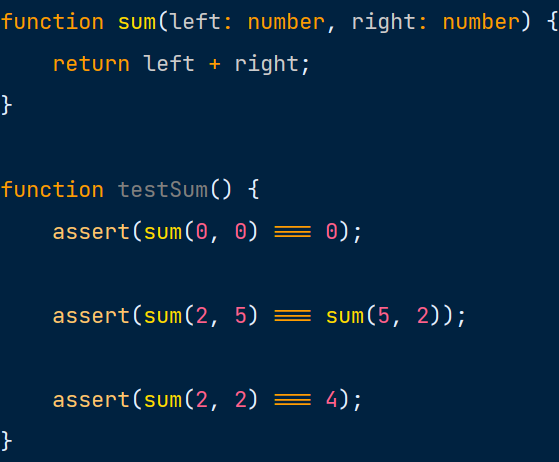 function sum(left: number, right: number) {
    return left + right;
}

function testSum() {
    assert(sum(0, 0) === 0);

    assert(sum(2, 5) === sum(5, 2));

    assert(sum(2, 2) === 4);
}